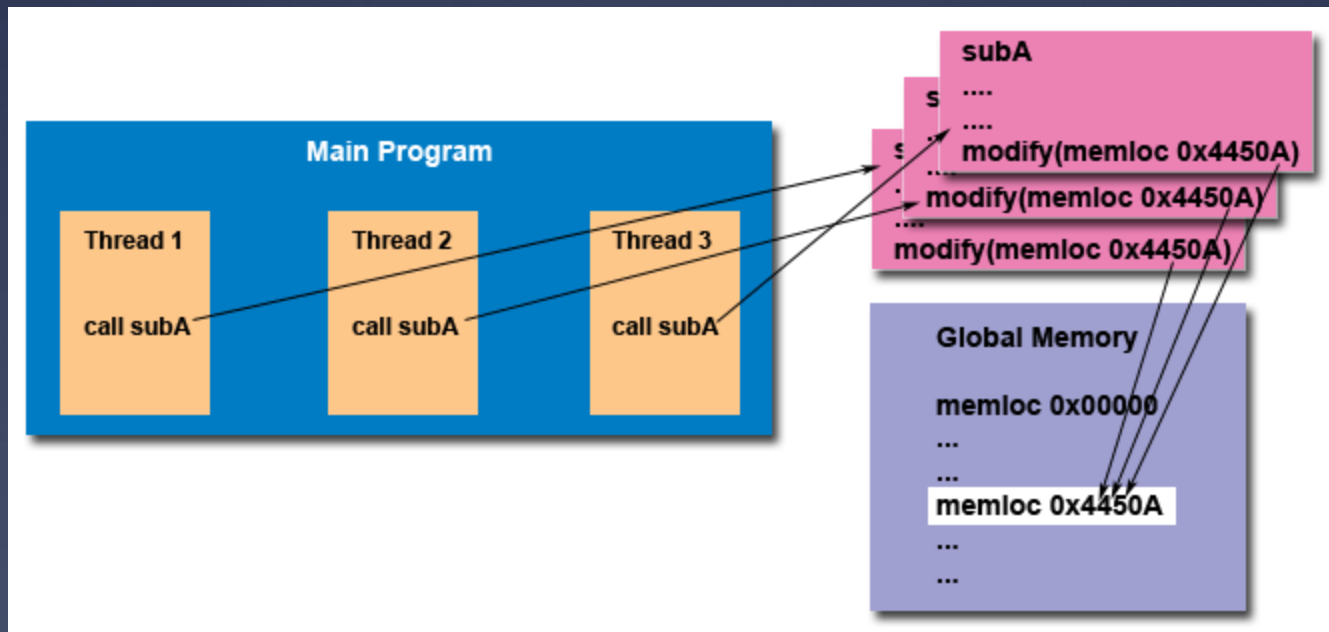 Main Program
Thread 1
call subA
Thread 2
call subA
Thread 3
call subA
subA
....
....
modify(memloc 0x4450A)
s
....
modify(memloc 0x4450A)
s
....
modify(memloc 0x4450A)
Global Memory
memloc 0x00000
...
...
memloc 0x4450A
...
...